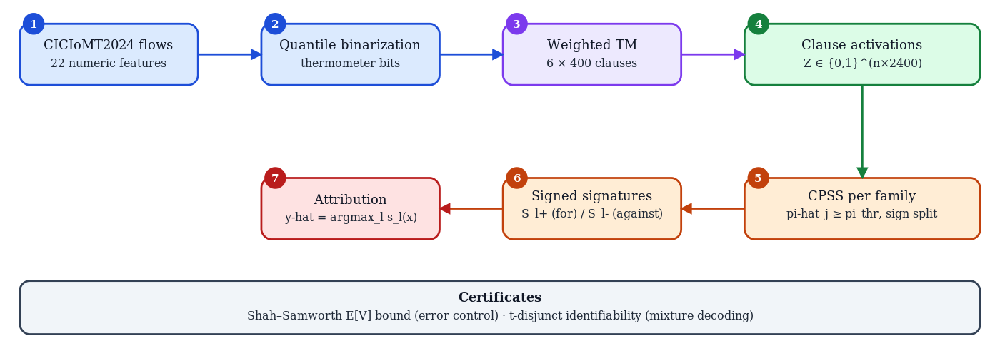 1
CICIoMT2024 flows
22 numeric features
2
Quantile binarization
thermometer bits
3
Weighted TM
6 × 400 clauses
4
Clause activations
Z ∈ {0,1}^(n×2400)
5
CPSS per family
pi-hat_j ≥ pi_thr, sign split
6
Signed signatures
S_l+ (for) / S_l- (against)
7
Attribution
y-hat = argmax_l s_l(x)
Certificates
Shah–Samworth E[V] bound (error control) · t-disjunct identifiability (mixture decoding)